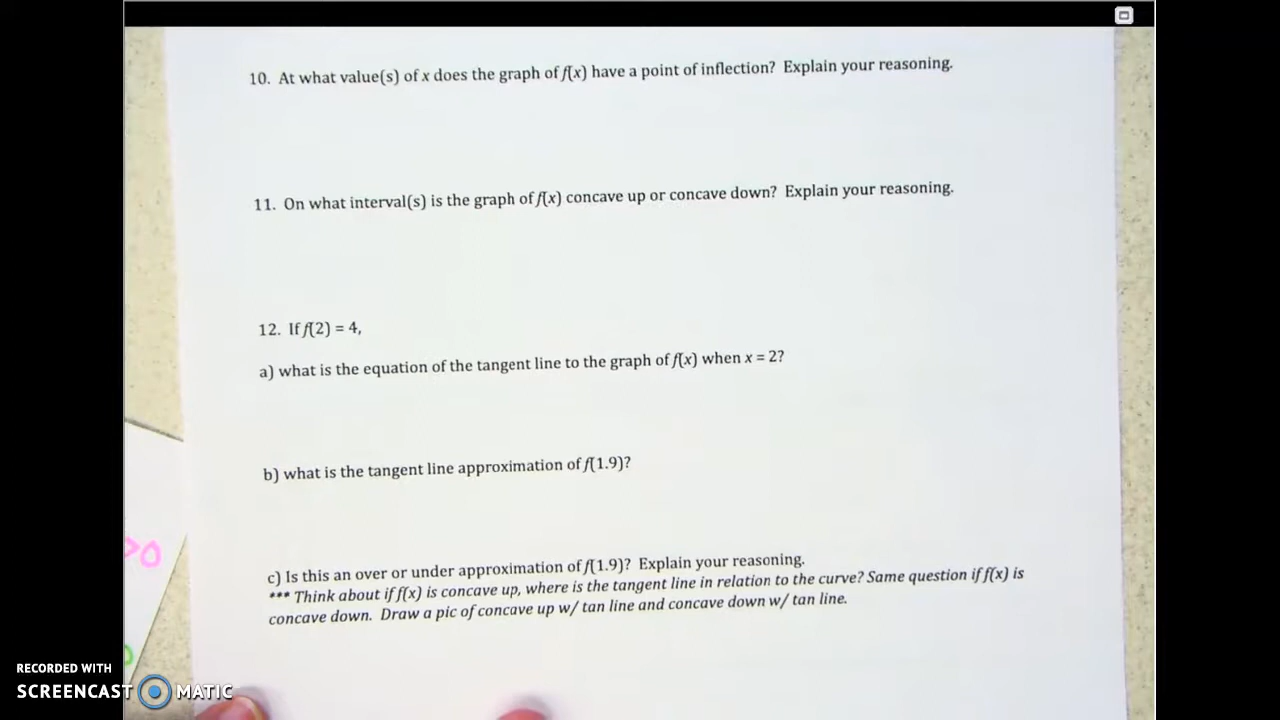 10. At what value(s) of x does the graph of f(x) have a point of inflection? Explain your reasoning.
11. On what interval(s) is the graph of f(x) concave up or concave down? Explain your reasoning.
12. If f(2) = 4,
a) what is the equation of the tangent line to the graph of f(x) when x = 2?
b) what is the tangent line approximation of f(1.9)?
>0
c) Is this an over or under approximation of f(1.9)? Explain your reasoning.
*** Think about if f(x) is concave up, where is the tangent line in relation to the curve? Same question if f(x) is
concave down. Draw a pic of concave up w/ tan line and concave down w/ tan line.
RECORDED WITH
SCREENCAST MATIC